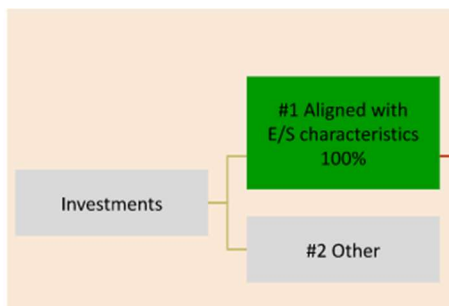 #1 Aligned with
E/S characteristics
100%
Investments
#2 Other